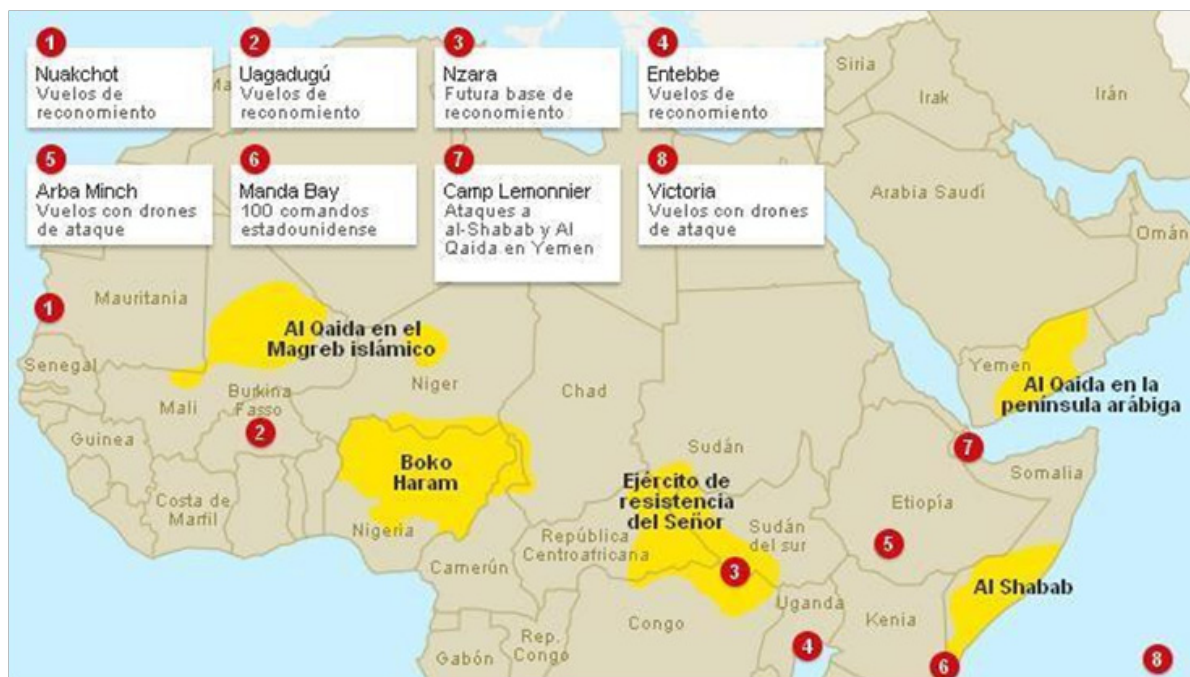 1
Nuakchot
Vuelos de
reconomiento
2
Uagadugú
Vuelos de
reconomiento
3
Nzara
Futura base de
reconomiento
4
Entebbe
Vuelos de
reconomiento
5
Arba Minch
Vuelos con drones
de ataque
6
Manda Bay
100 comandos
estadounidense
7
Camp Lemonnier
Ataques a
al-Shabab y Al
Qaida en Yemen
8
Victoria
Vuelos con drones
de ataque
Siria
Irak
Irán
Arabia Saudí
Omán
Mauritania
1
Al Qaida en el
Magreb islámico
Senegal
Yemen
Al Qaida en la
península arábiga
Níger
Chad
Mali
Burkina
Fasso
2
Guinea
Sudán
7
Somalia
Boko
Haram
Ejército de
resistencia
del Señor
Etiopía
Costa de
Marfil
Nigeria
República
Centroafricana
Sudán
del sur
5
Camerún
3
Al Shabab
Uganda
Kenia
Congo
Rep.
Congo
Gabón
4
6
8